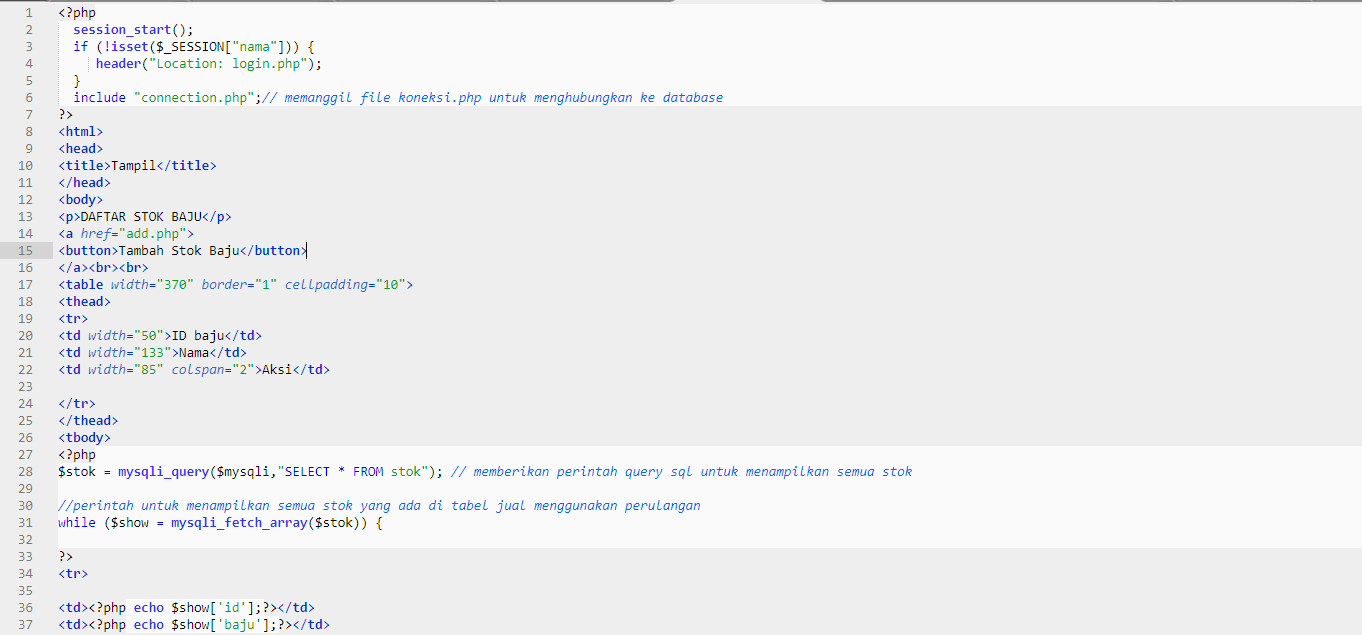 1 <?php
2 session_start();
3 if (!isset($_SESSION["nama"])) {
4 header("Location: login.php");
5 }
6 include "connection.php";// memanggil file koneksi.php untuk menghubungkan ke database
7 ?>
8 <html>
9 <head>
10 <title>Tampil</title>
11 </head>
12 <body>
13 <p>DAFTAR STOK BAJU</p>
14 <a href="add.php">
15 <button>Tambah Stok Baju</button>
16 </a><br><br>
17 <table width="370" border="1" cellpadding="10">
18 <thead>
19 <tr>
20 <td width="50">ID baju</td>
21 <td width="133">Nama</td>
22 <td width="85" colspan="2">Aksi</td>
23
24 </tr>
25 </thead>
26 <tbody>
27 <?php
28 $stok = mysqli_query($mysqli,"SELECT * FROM stok"); // memberikan perintah query sql untuk menampilkan semua stok
29
30 //perintah untuk menampilkan semua stok yang ada di tabel jual menggunakan perulangan
31 while ($show = mysqli_fetch_array($stok)) {
32
33 ?>
34 <tr>
35
36 <td><?php echo $show['id'];?></td>
37 <td><?php echo $show['baju'];?></td>